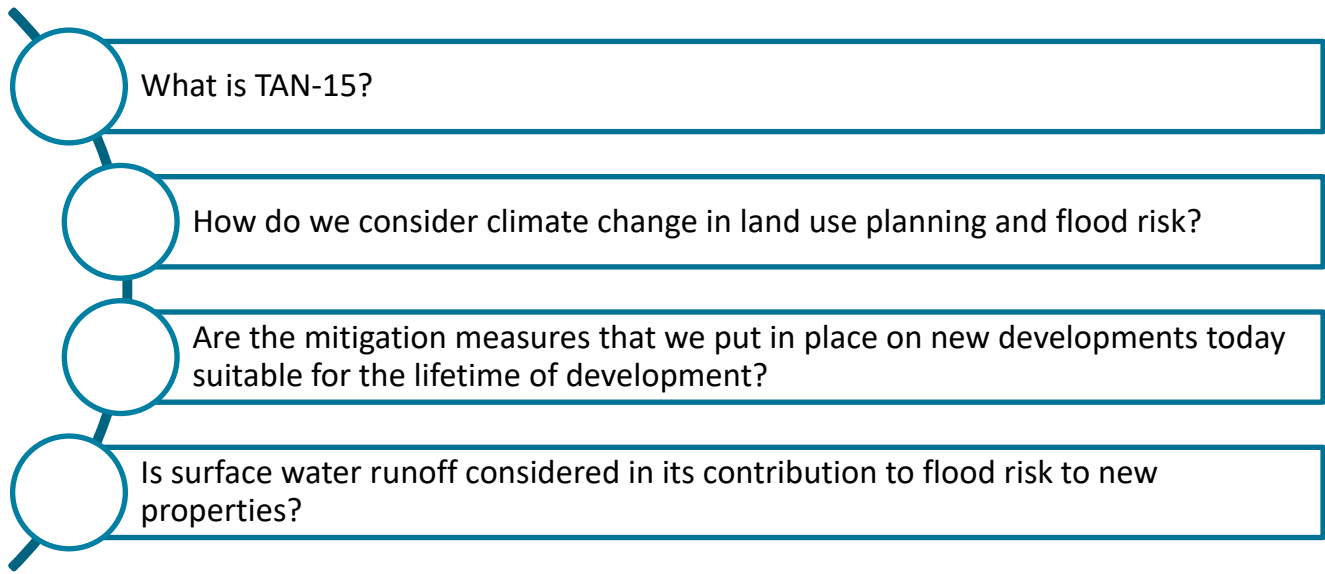 What is TAN-15?
How do we consider climate change in land use planning and flood risk?
Are the mitigation measures that we put in place on new developments today
suitable for the lifetime of development?
Is surface water runoff considered in its contribution to flood risk to new
properties?